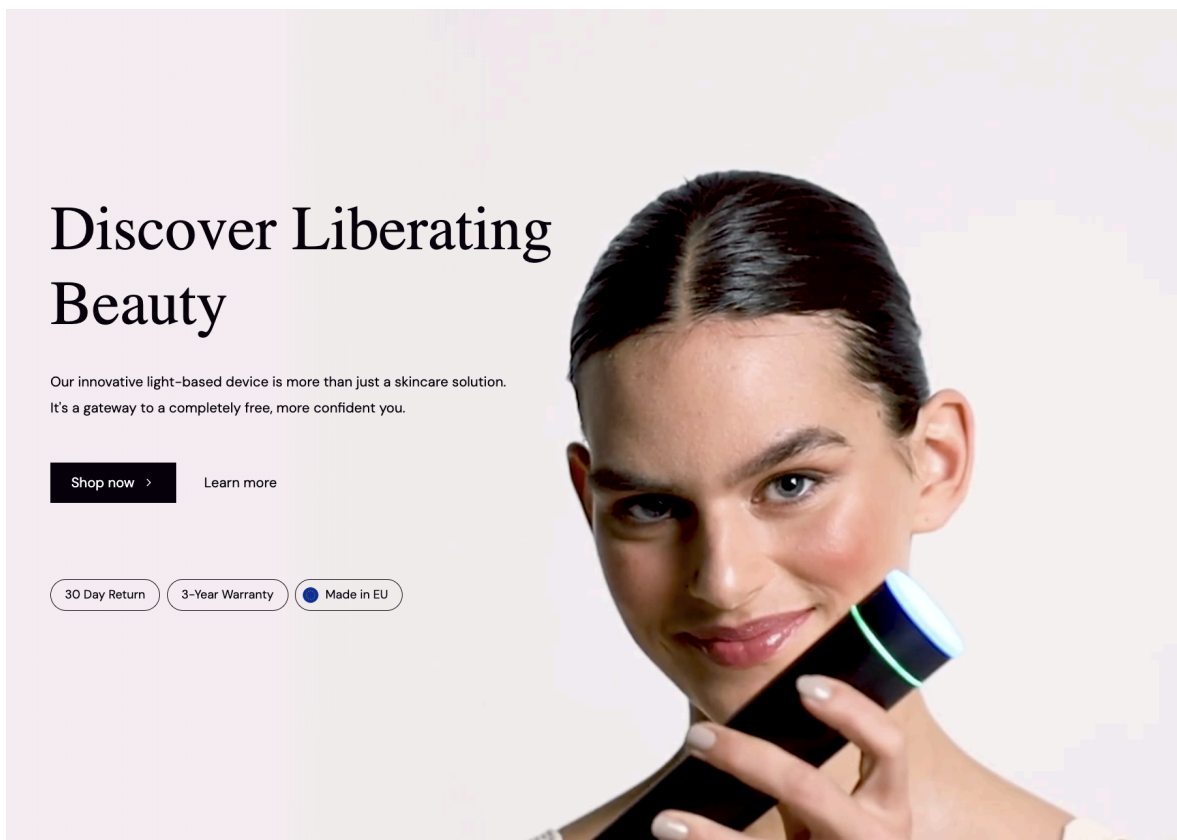 Discover Liberating
Beauty
Our innovative light-based device is more than just a skincare solution.
It's a gateway to a completely free, more confident you.
Shop now
Learn more
30 Day Return
3-Year Warranty
Made in EU